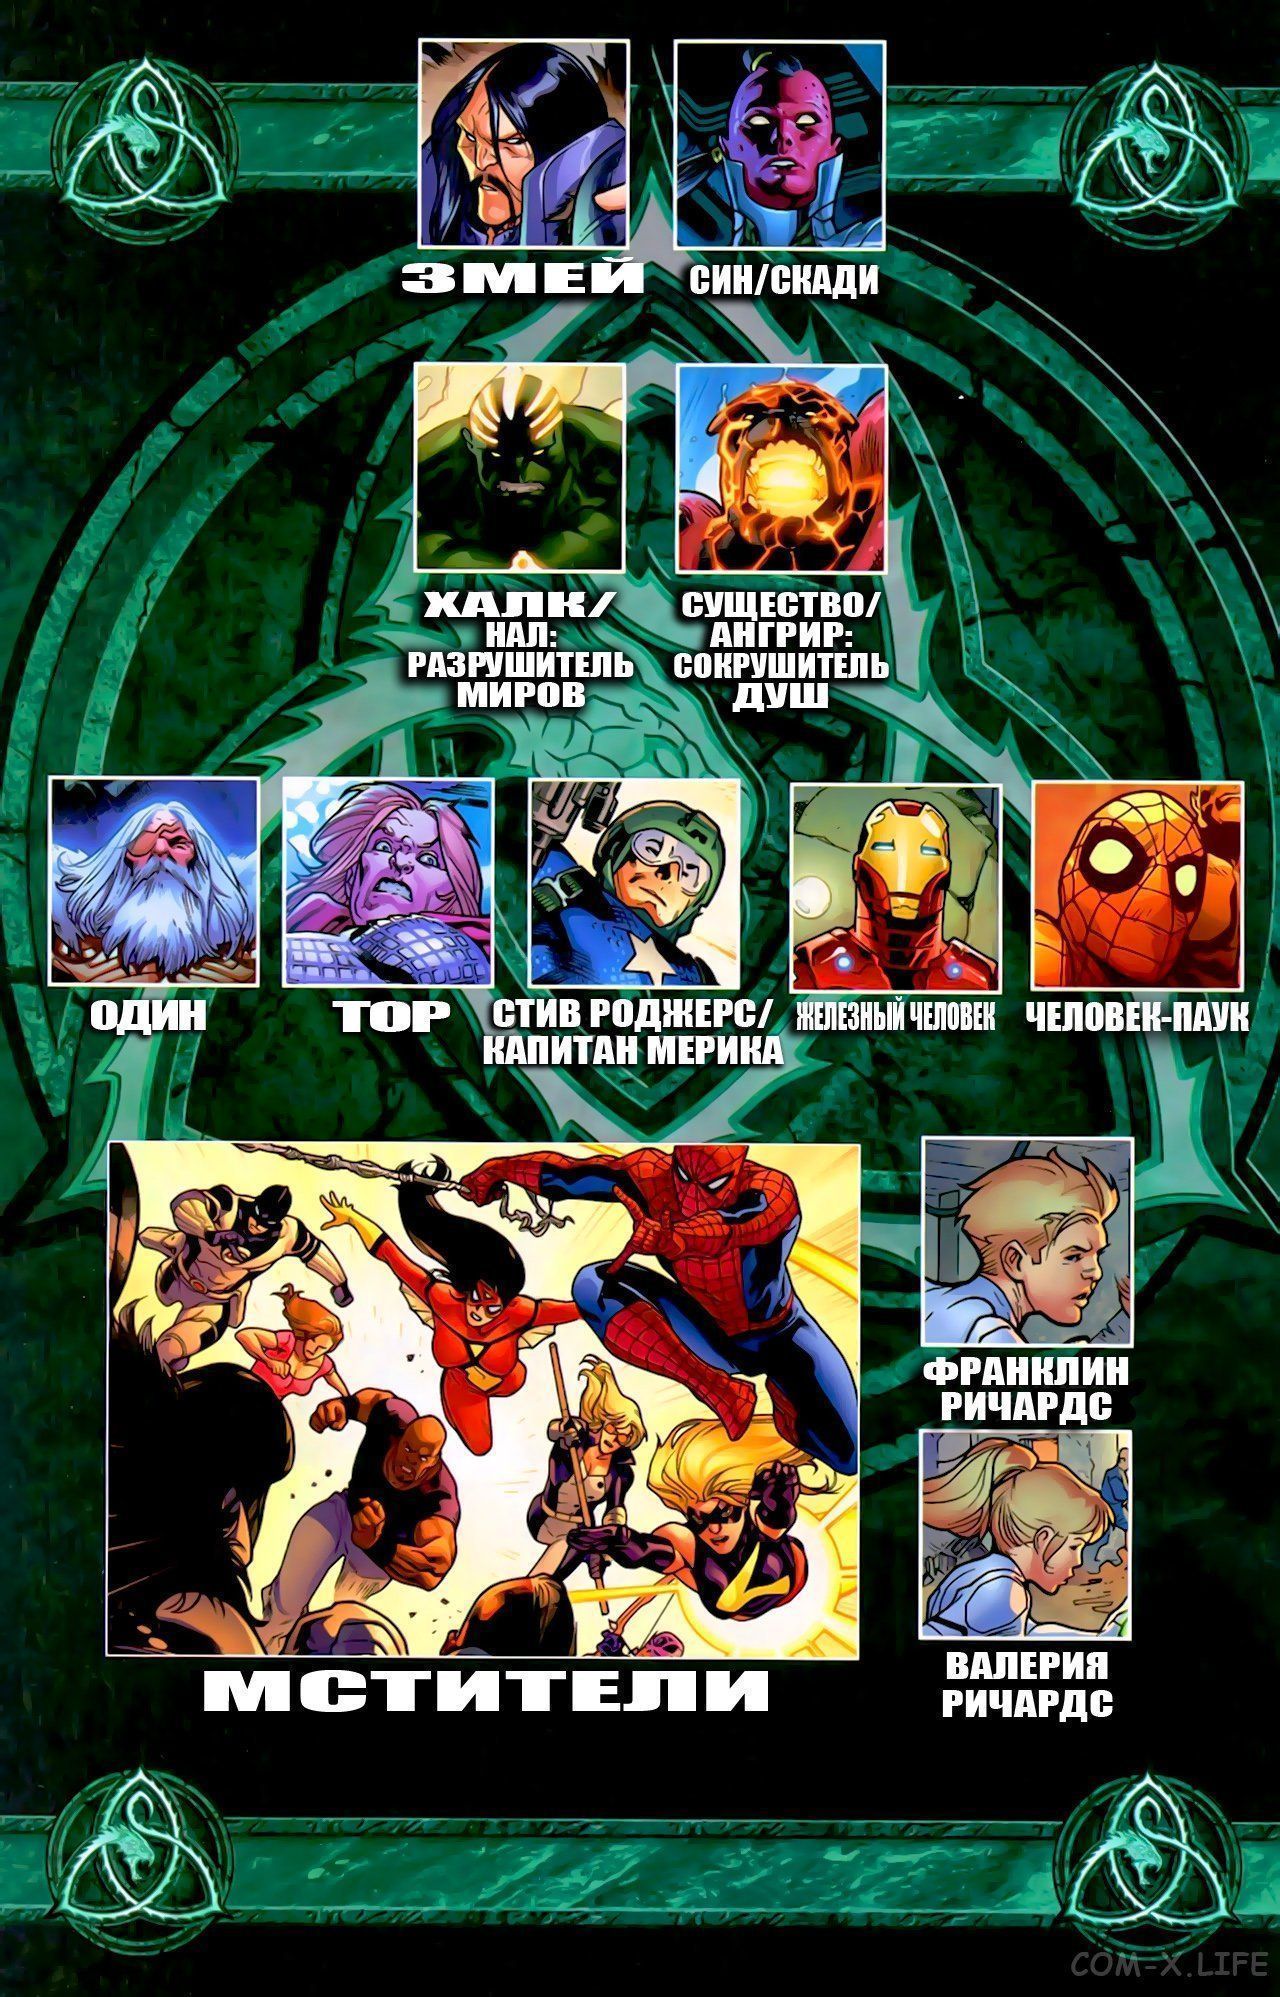 ЗМЕЙ
СИН/СКАДИ
ХАЛК/
НАЛ:
РАЗРУШИТЕЛЬ
МИРОВ
СУЩЕСТВО/
АНГРИР:
СОКРУШИТЕЛЬ
ДУШ
ОДИН
ТОР
СТИВ РОДЖЕРС/
КАПИТАН МЕРИКА
ЖЕЛЕЗНЫЙ ЧЕЛОВЕК
ЧЕЛОВЕК-ПАУК
МСТИТЕЛИ
ФРАНКЛИН
РИЧАРДС
ВАЛЕРИЯ
РИЧАРДС
COM-X.LIFE